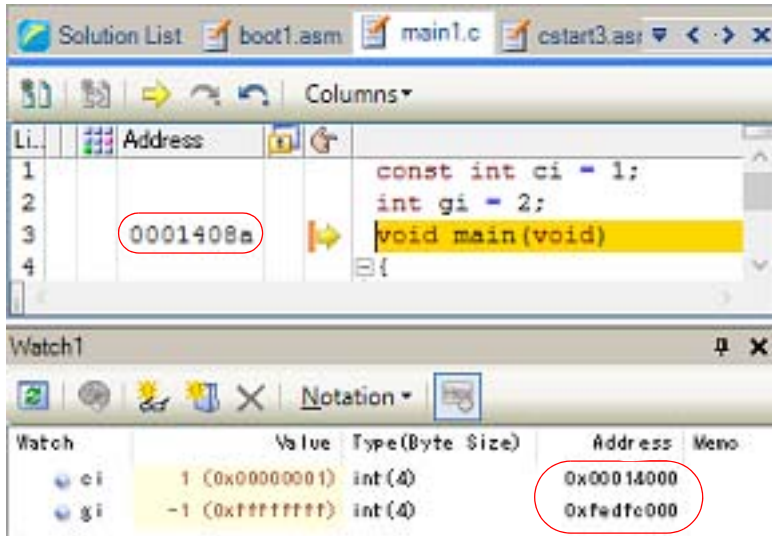 Solution List boot1.asm main1.c cstart3.as
Columns
Li.. Address
1 const int ci = 1;
2 int gi = 2;
3 0001408a void main(void)
4 {
Watch1
Notation
Watch Value Type(Byte Size) Address Memo
ci 1 (0x00000001) int(4) 0x00014000
gi -1 (0xffffffff) int(4) 0xfedfc000